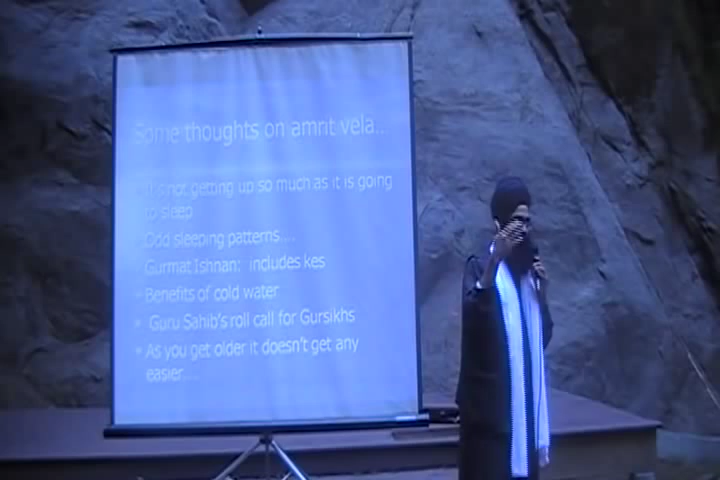 Some thoughts on amrit vela...
It's not getting up so much as it is going
to sleep
Odd sleeping patterns....
Gurmat Ishnan: includes kes
• Benefits of cold water
• Guru Sahib's roll call for Gursikhs
• As you get older it doesn't get any
easier....